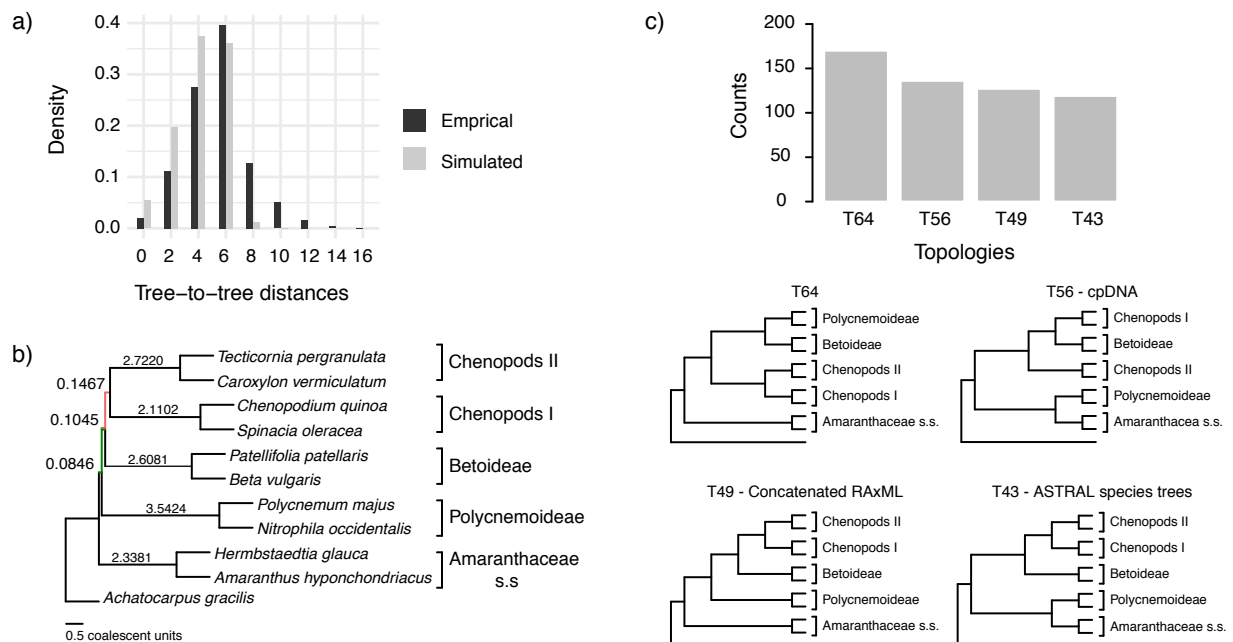 a)
0.4
0.3
0.2
0.1
0.0
Density
0 2 4 6 8 10 12 14 16
Tree−to−tree distances
Emprical
Simulated
b)
2.7220
Tecticornia pergranulata
Caroxylon vermiculatum
Chenopods II
0.1467
2.1102
Chenopodium quinoa
Spinacia oleracea
Chenopods I
0.1045
2.6081
Patellifolia patellaris
Beta vulgaris
Betoideae
0.0846
3.5424
Polycnemum majus
Nitrophila occidentalis
Polycnemoideae
2.3381
Hermbstaedtia glauca
Amaranthus hyponchondriacus
Amaranthaceae
s.s
Achatocarpus gracilis
0.5 coalescent units
c)
200
150
100
50
0
Counts
T64 T56 T49 T43
Topologies
T64
Polycnemoideae
Betoideae
Chenopods II
Chenopods I
Amaranthaceae s.s.
T56 - cpDNA
Chenopods I
Betoideae
Chenopods II
Polycnemoideae
Amaranthacea s.s.
T49 - Concatenated RAxML
Chenopods II
Chenopods I
Betoideae
Polycnemoideae
Amaranthaceae s.s.
T43 - ASTRAL species trees
Chenopods II
Chenopods I
Betoideae
Polycnemoideae
Amaranthaceae s.s.